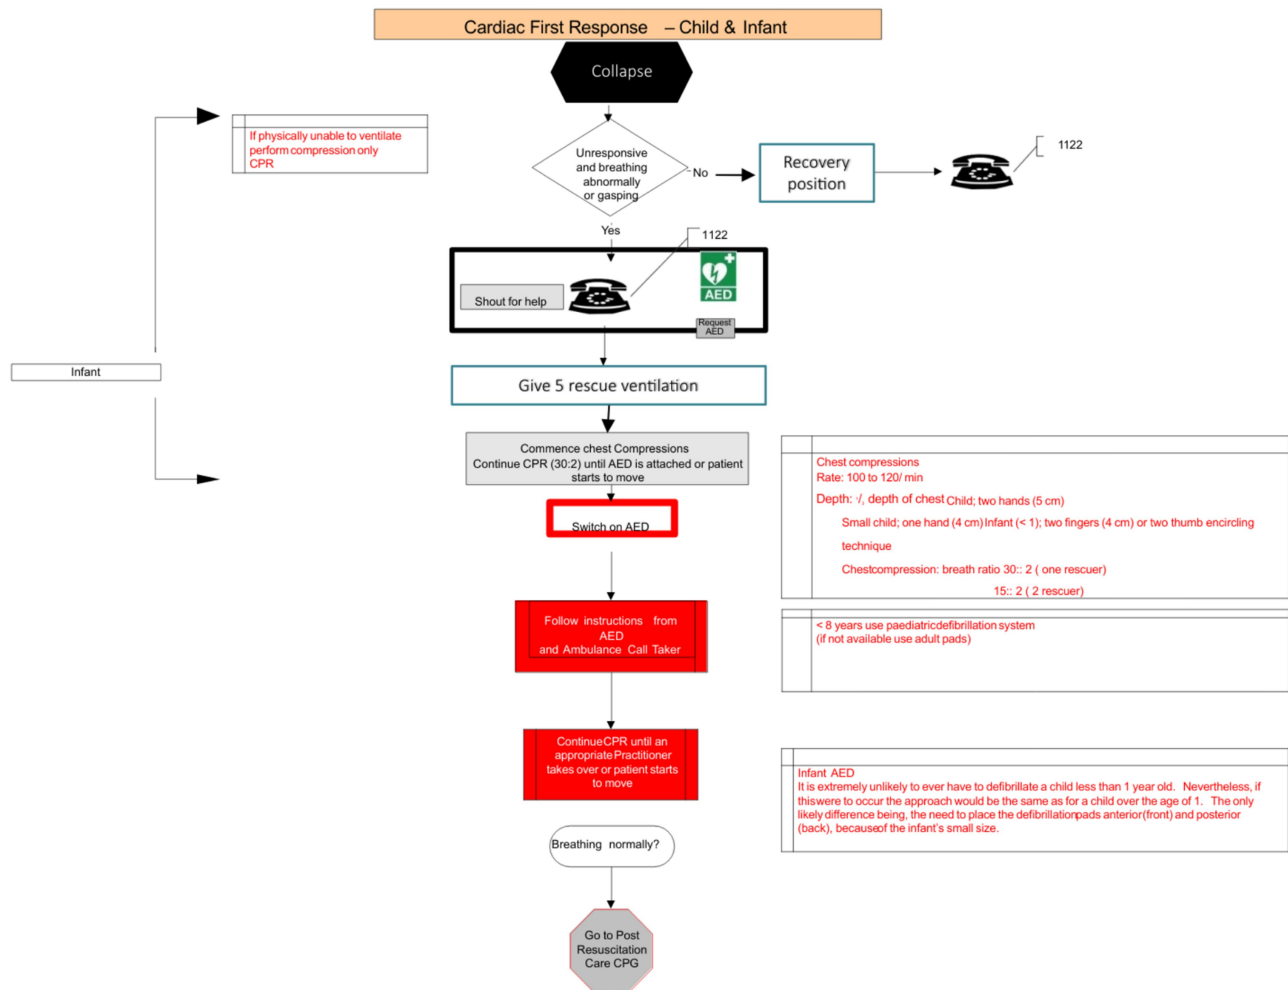 Cardiac First Response – Child & Infant
Collapse
If physically unable to ventilate
perform compression only
CPR
Unresponsive
and breathing
abnormally
or gasping
No
Recovery
position
1122
Yes
1122
Shout for help
AED
Request
AED
Infant
Give 5 rescue ventilation
Commence chest Compressions
Continue CPR (30:2) until AED is attached or patient
starts to move
Switch on AED
Chest compressions
Rate: 100 to 120/ min
Depth: ·/, depth of chest Child; two hands (5 cm)
Small child; one hand (4 cm) Infant (< 1); two fingers (4 cm) or two thumb encircling
technique
Chestcompression: breath ratio 30:: 2 ( one rescuer)
15:: 2 ( 2 rescuer)
Follow instructions from
AED
and Ambulance Call Taker
< 8 years use paediatric defibrillation system
(if not available use adult pads)
Continue CPR until an
appropriate Practitioner
takes over or patient starts
to move
Infant AED
It is extremely unlikely to ever have to defibrillate a child less than 1 year old. Nevertheless, if
this were to occur the approach would be the same as for a child over the age of 1. The only
likely difference being, the need to place the defibrillation pads anterior (front) and posterior
(back), because of the infant's small size.
Breathing normally?
Go to Post
Resuscitation
Care CPG